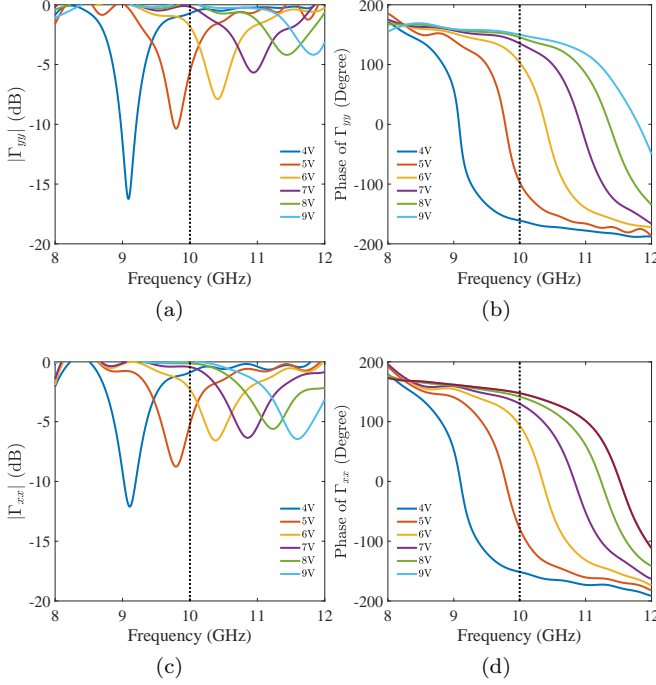 0
-5
-10
-15
-20
8 9 10 11 12
|Γyy| (dB)
Frequency (GHz)
4V
5V
6V
7V
8V
9V
(a)
200
100
0
-100
-200
8 9 10 11 12
Phase of Γyy (Degree)
Frequency (GHz)
4V
5V
6V
7V
8V
9V
(b)
0
-5
-10
-15
-20
8 9 10 11 12
|Γxx| (dB)
Frequency (GHz)
4V
5V
6V
7V
8V
9V
(c)
200
100
0
-100
-200
8 9 10 11 12
Phase of Γxx (Degree)
Frequency (GHz)
4V
5V
6V
7V
8V
9V
(d)